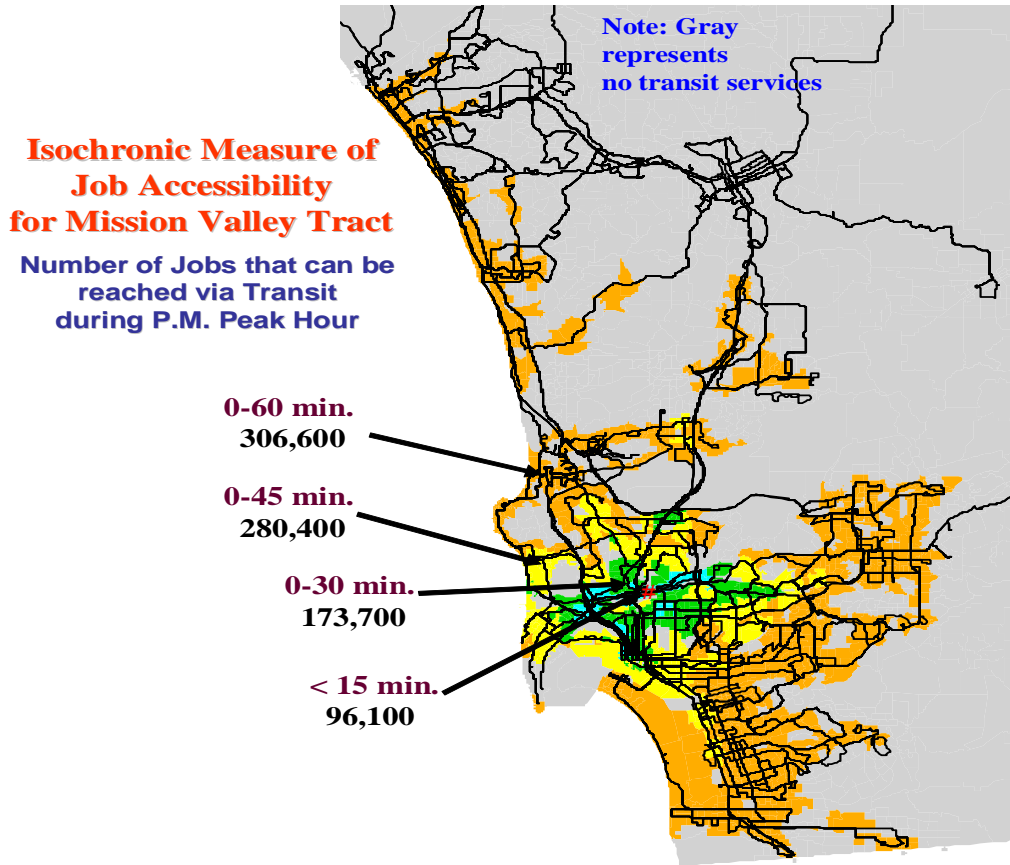 Note: Gray
represents
no transit services
Isochronic Measure of
Job Accessibility
for Mission Valley Tract
Number of Jobs that can be
reached via Transit
during P.M. Peak Hour
0-60 min.
306,600
0-45 min.
280,400
0-30 min.
173,700
< 15 min.
96,100
#